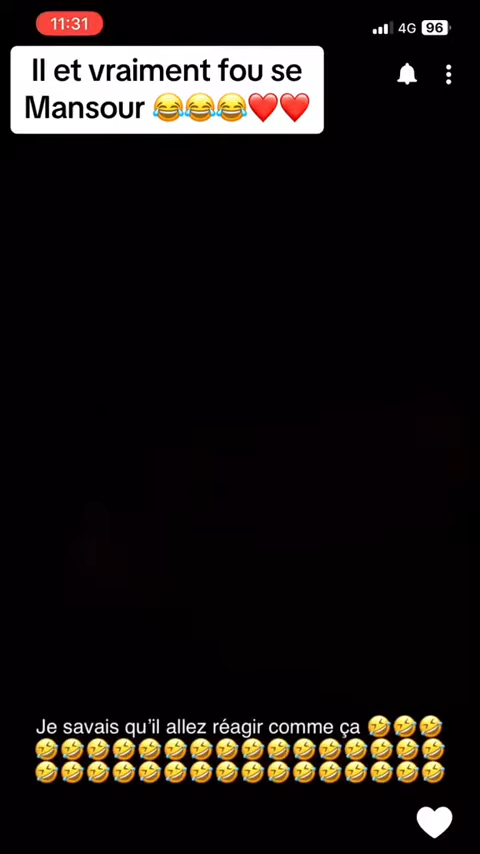 11:31
4G 96
Il et vraiment fou se
Mansour 😂😂😂❤️❤️
Je savais qu'il allez réagir comme ça 🤣🤣🤣
🤣🤣🤣🤣🤣🤣🤣🤣🤣🤣🤣🤣🤣🤣🤣🤣
🤣🤣🤣🤣🤣🤣🤣🤣🤣🤣🤣🤣🤣🤣🤣🤣